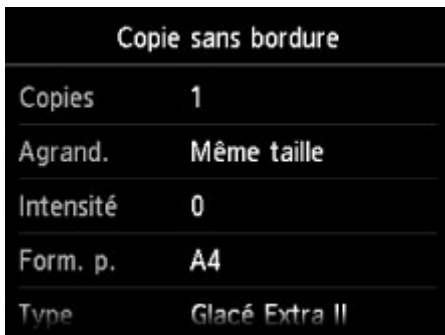 Copie sans bordure
Copies 1
Agrand. Même taille
Intensité 0
Form. p. A4
Type Glacé Extra II